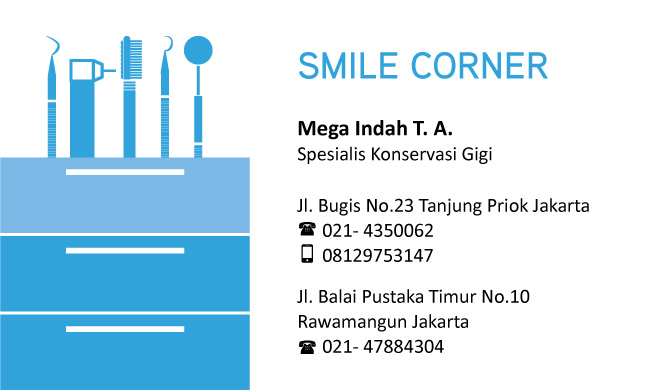 SMILE CORNER
Mega Indah T. A.
Spesialis Konservasi Gigi
Jl. Bugis No.23 Tanjung Priok Jakarta
021- 4350062
08129753147
Jl. Balai Pustaka Timur No.10
Rawamangun Jakarta
021- 47884304